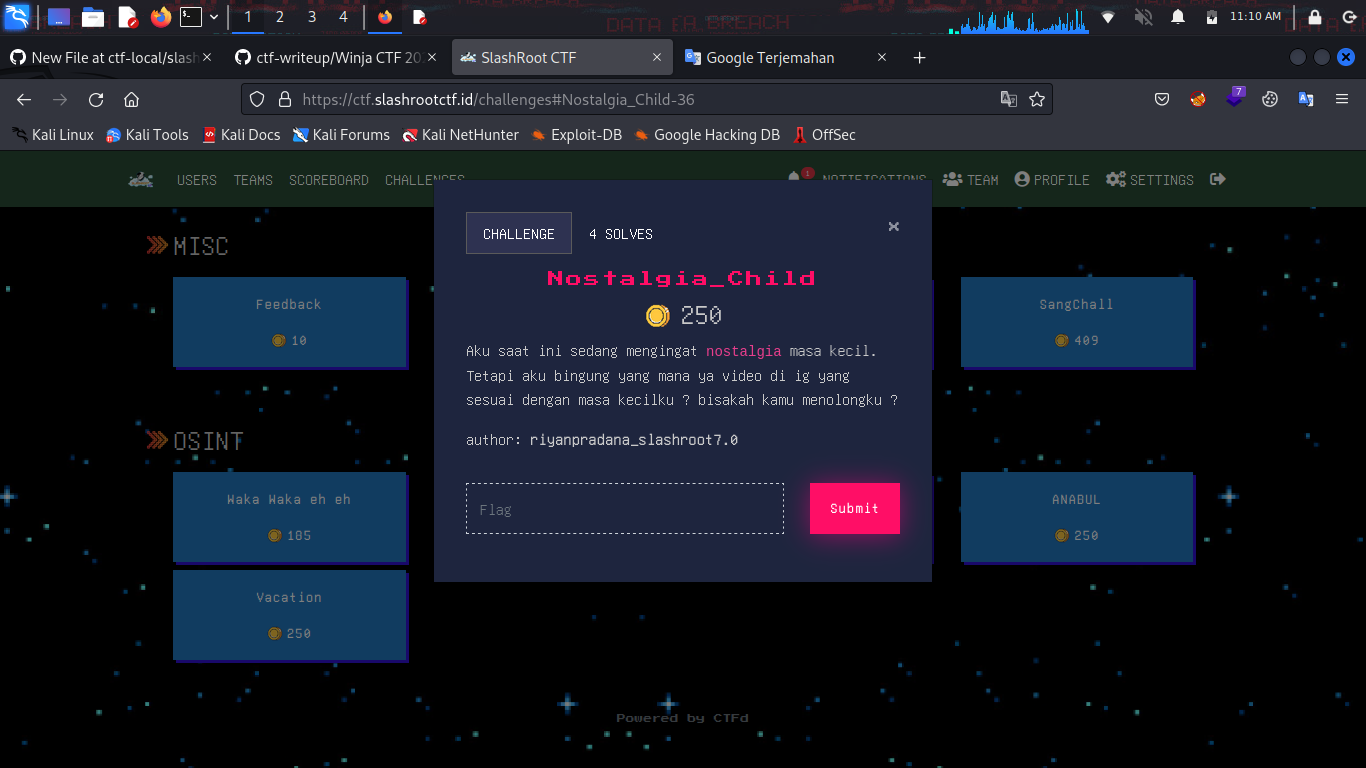 1 2 3 4 11:10 AM
New File at ctf-local/slash ctf-writeup/Winja CTF 20 SlashRoot CTF Google Terjemahan
https://ctf.slashrootctf.id/challenges#Nostalgia_Child-36 7
Kali Linux Kali Tools Kali Docs Kali Forums Kali NetHunter Exploit-DB Google Hacking DB OffSec
USERS TEAMS SCOREBOARD CHALLENGES 1 NOTIFICATIONS TEAM PROFILE SETTINGS
MISC
Feedback
10
SangChall
409
OSINT
Waka Waka eh eh
185
ANABUL
250
Vacation
250
CHALLENGE 4 SOLVES ×
Nostalgia_Child
250
Aku saat ini sedang mengingat nostalgia masa kecil.
Tetapi aku bingung yang mana ya video di ig yang
sesuai dengan masa kecilku ? bisakah kamu menolongku ?
author: riyanpradana_slashroot7.0
Flag Submit
Powered by CTFd